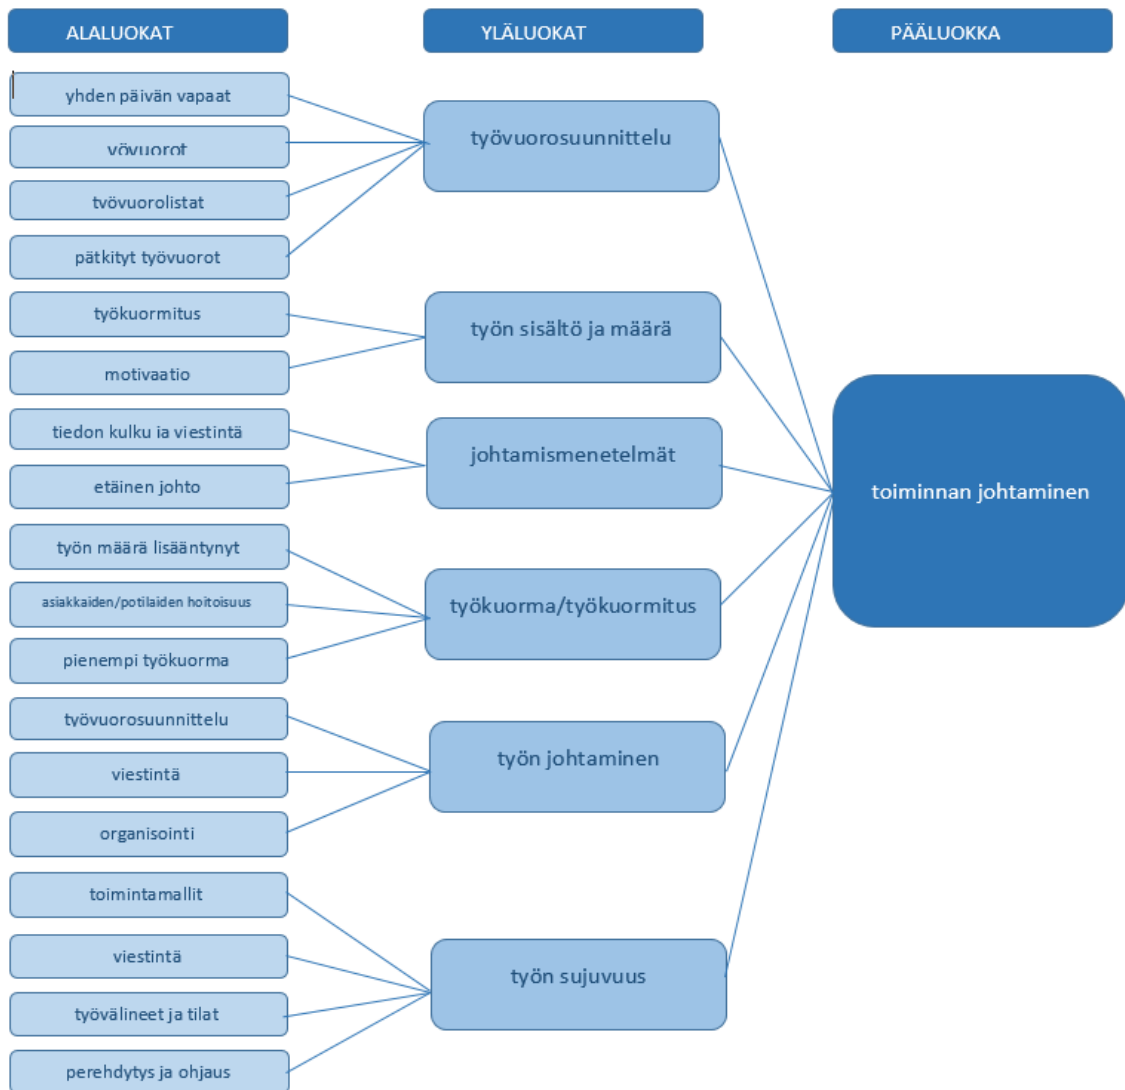 ALALUOKAT
yhden päivän vapaat
yövuorot
työvuorolistat
pätkityt työvuorot
työkuormitus
motivaatio
tiedon kulku ja viestintä
etäinen johto
työn määrä lisääntynyt
asiakkaiden/potilaiden hoitoisuus
pienempi työkuorma
työvuorosuunnittelu
viestintä
organisointi
toimintamallit
viestintä
työvälineet ja tilat
perehdytys ja ohjaus
YLÄLUOKAT
työvuorosuunnittelu
työn sisältö ja määrä
johtamismenetelmät
työkuorma/työkuormitus
työn johtaminen
työn sujuvuus
PÄÄLUOKKA
toiminnan johtaminen